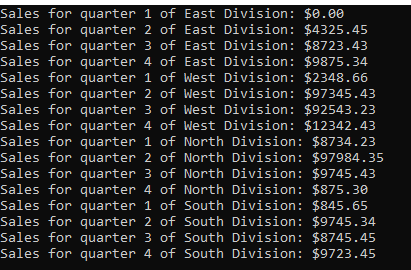 Sales for quarter 1 of East Division: $0.00
Sales for quarter 2 of East Division: $4325.45
Sales for quarter 3 of East Division: $8723.43
Sales for quarter 4 of East Division: $9875.34
Sales for quarter 1 of West Division: $2348.66
Sales for quarter 2 of West Division: $97345.43
Sales for quarter 3 of West Division: $92543.23
Sales for quarter 4 of West Division: $12342.43
Sales for quarter 1 of North Division: $8734.23
Sales for quarter 2 of North Division: $97984.35
Sales for quarter 3 of North Division: $9745.43
Sales for quarter 4 of North Division: $875.30
Sales for quarter 1 of South Division: $845.65
Sales for quarter 2 of South Division: $9745.34
Sales for quarter 3 of South Division: $8745.45
Sales for quarter 4 of South Division: $9723.45